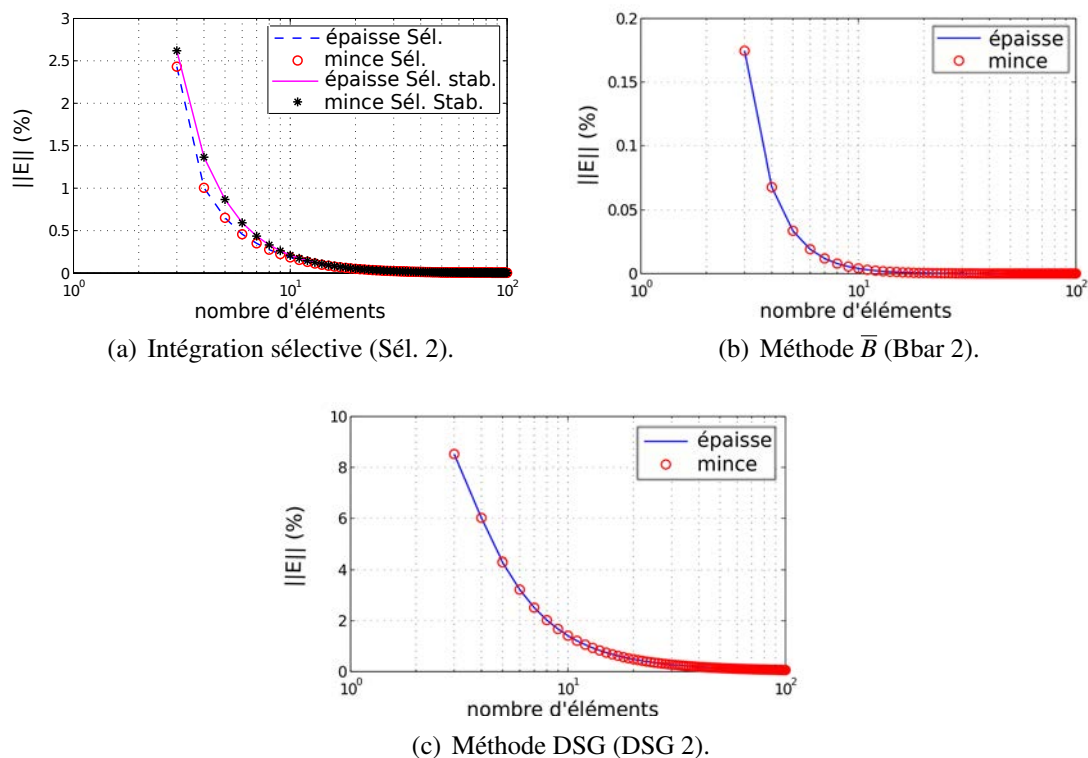 3
2.5
2
1.5
1
0.5
0
||E|| (%)
épaisse Sél.
mince Sél.
épaisse Sél. stab.
mince Sél. Stab.
10^0
10^1
10^2
nombre d'éléments
(a) Intégration sélective (Sél. 2).
0.2
0.15
0.1
0.05
0
||E|| (%)
épaisse
mince
10^0
10^1
10^2
nombre d'éléments
(b) Méthode B̅ (Bbar 2).
10
8
6
4
2
0
||E|| (%)
épaisse
mince
10^0
10^1
10^2
nombre d'éléments
(c) Méthode DSG (DSG 2).